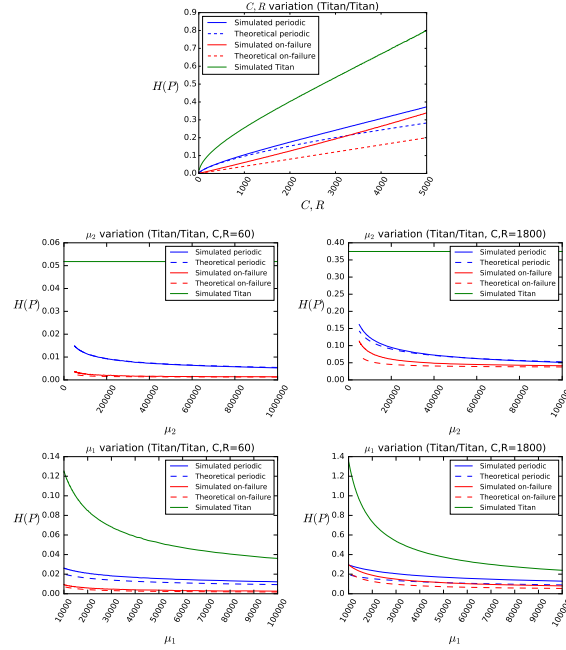 C, R variation (Titan/Titan)
0.8
0.7
0.6
0.5
0.4
0.3
0.2
0.1
0.0
H(P)
Simulated periodic
Theoretical periodic
Simulated on-failure
Theoretical on-failure
Simulated Titan
0
1000
2000
3000
4000
5000
C, R
μ2 variation (Titan/Titan, C,R=60)
0.06
0.05
0.04
0.03
0.02
0.01
0.00
H(P)
Simulated periodic
Theoretical periodic
Simulated on-failure
Theoretical on-failure
Simulated Titan
0
200000
400000
600000
800000
1000000
μ2
μ2 variation (Titan/Titan, C,R=1800)
0.40
0.35
0.30
0.25
0.20
0.15
0.10
0.05
0.00
H(P)
Simulated periodic
Theoretical periodic
Simulated on-failure
Theoretical on-failure
Simulated Titan
0
200000
400000
600000
800000
1000000
μ2
μ1 variation (Titan/Titan, C,R=60)
0.14
0.12
0.10
0.08
0.06
0.04
0.02
0.00
H(P)
Simulated periodic
Theoretical periodic
Simulated on-failure
Theoretical on-failure
Simulated Titan
10000
20000
30000
40000
50000
60000
70000
80000
90000
100000
μ1
μ1 variation (Titan/Titan, C,R=1800)
1.4
1.2
1.0
0.8
0.6
0.4
0.2
0.0
H(P)
Simulated periodic
Theoretical periodic
Simulated on-failure
Theoretical on-failure
Simulated Titan
10000
20000
30000
40000
50000
60000
70000
80000
90000
100000
μ1